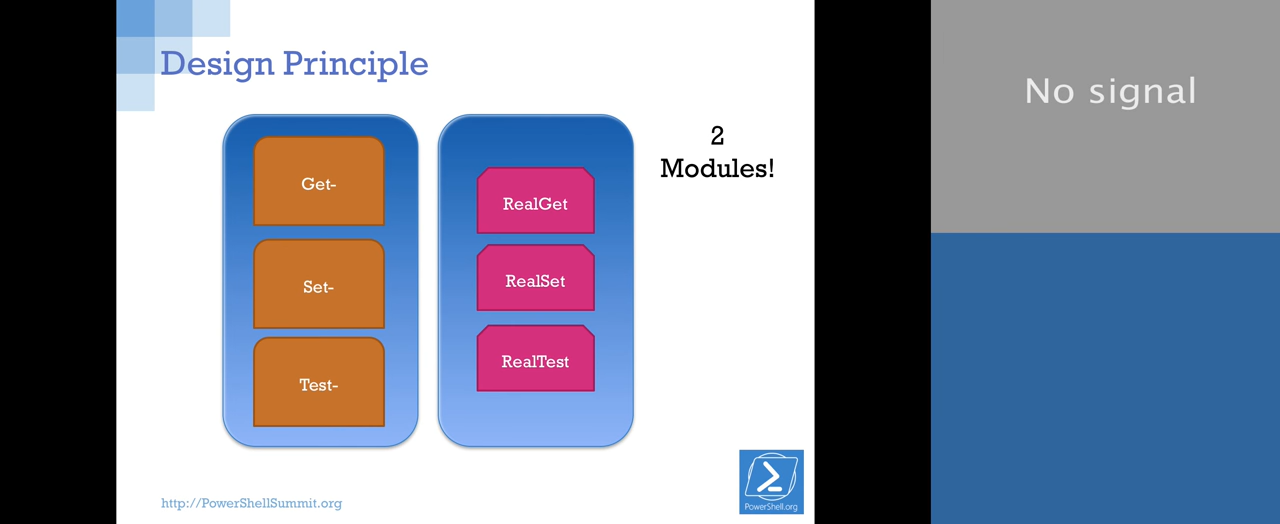 Design Principle
Get-
Set-
Test-
RealGet
RealSet
RealTest
2
Modules!
http://PowerShellSummit.org
PowerShell.org
No signal